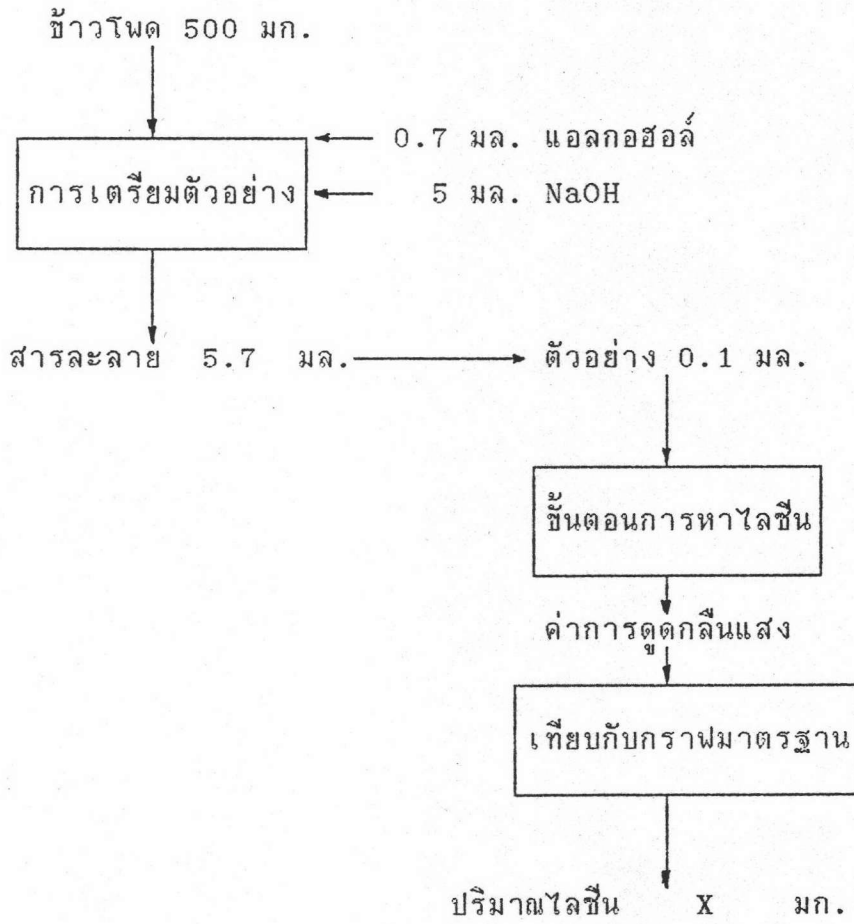 ข้าวโพด 500 มก.
0.7 มล. แอลกอฮอล์
การเตรียมตัวอย่าง
5 มล. NaOH
สารละลาย 5.7 มล.
ตัวอย่าง 0.1 มล.
ขั้นตอนการหาไลซีน
ค่าการดูดกลืนแสง
เทียบกับกราฟมาตรฐาน
ปริมาณไลซีน X มก.